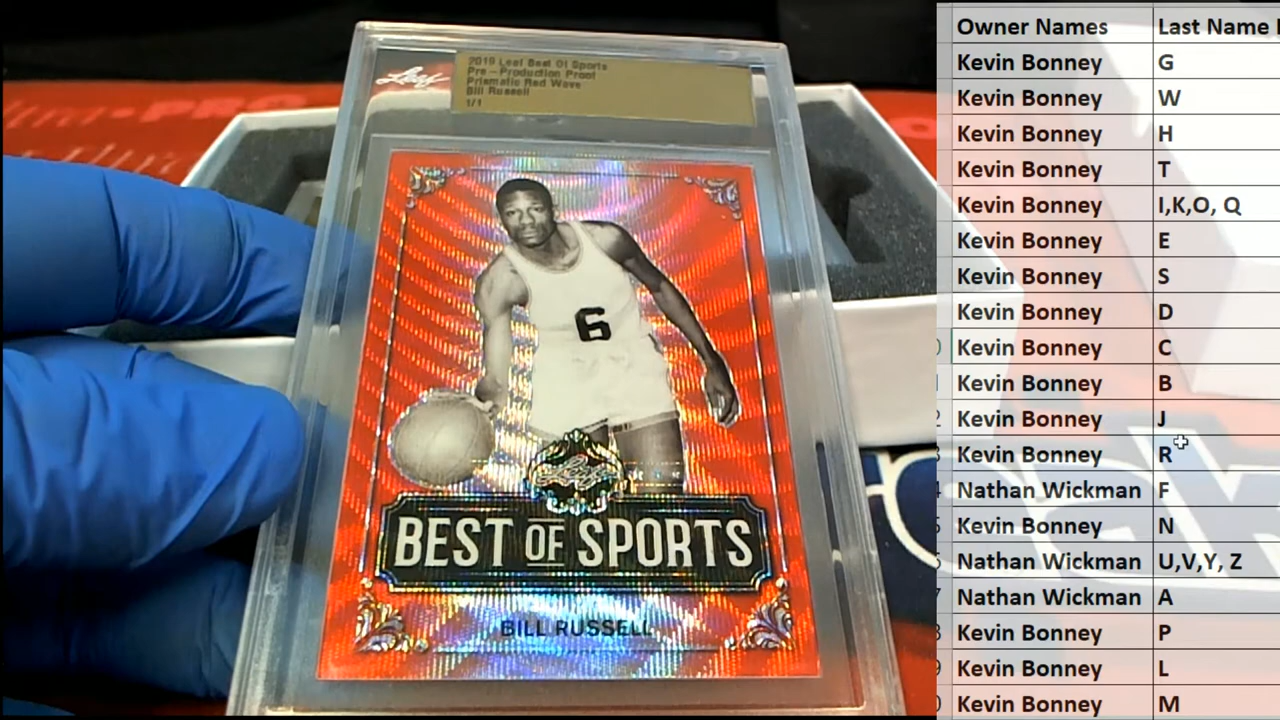 Leaf
2019 Leaf Best Of Sports
Pre - Production Proof
Prismatic Red Wave
Bill Russell
1/1
6
Leaf
BEST OF SPORTS
BILL RUSSELL
Owner Names Last Name
Kevin Bonney G
Kevin Bonney W
Kevin Bonney H
Kevin Bonney T
Kevin Bonney I,K,O, Q
Kevin Bonney E
Kevin Bonney S
Kevin Bonney D
Kevin Bonney C
Kevin Bonney B
Kevin Bonney J
Kevin Bonney R
Nathan Wickman F
Kevin Bonney N
Nathan Wickman U,V,Y, Z
Nathan Wickman A
Kevin Bonney P
Kevin Bonney L
Kevin Bonney M